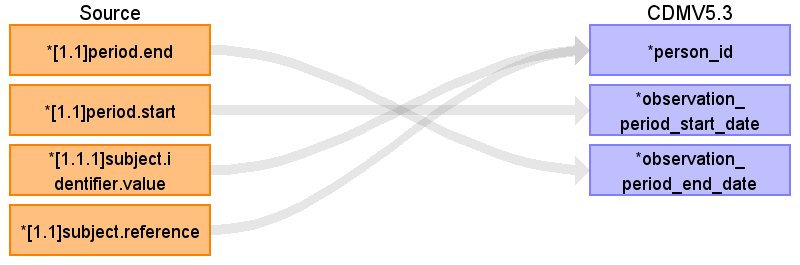 Source
CDMV5.3
*[1.1]period.end
*person_id
*[1.1]period.start
*observation_
period_start_date
*[1.1.1]subject.i
dentifier.value
*observation_
period_end_date
*[1.1]subject.reference